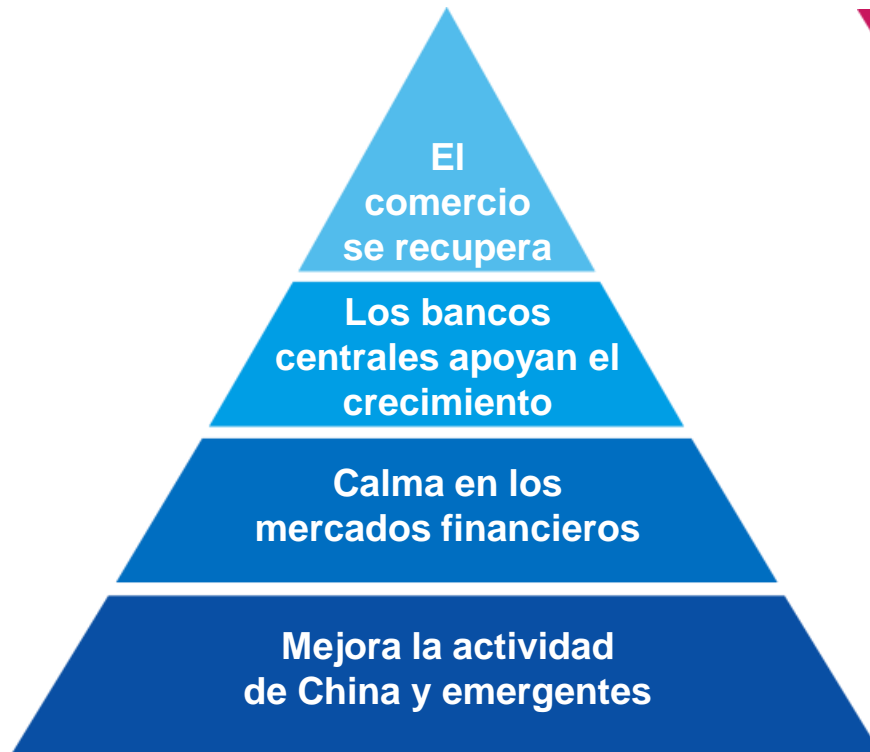 El
comercio
se recupera
Los bancos
centrales apoyan el
crecimiento
Calma en los
mercados financieros
Mejora la actividad
de China y emergentes